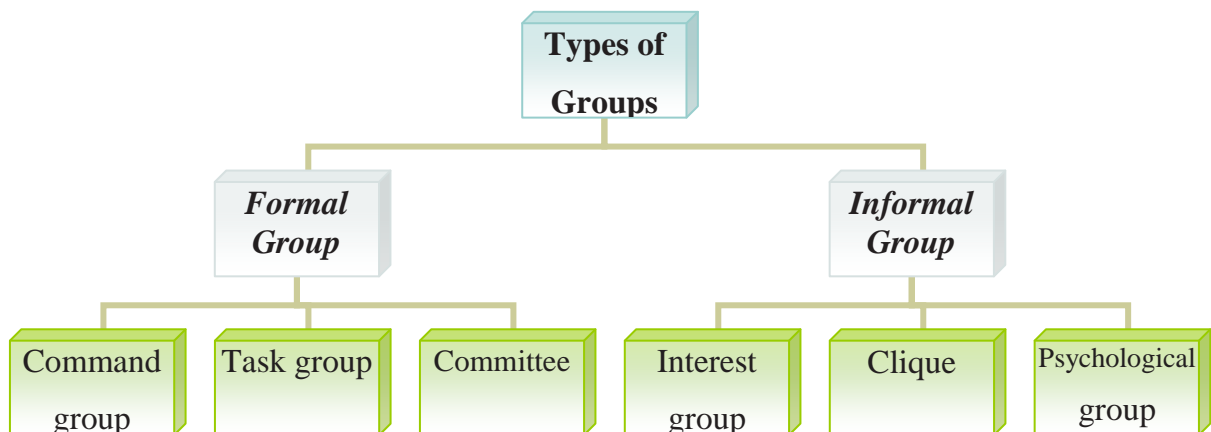 Types of
Groups
Formal
Group
Informal
Group
Command
group
Task group
Committee
Interest
group
Clique
Psychological
group